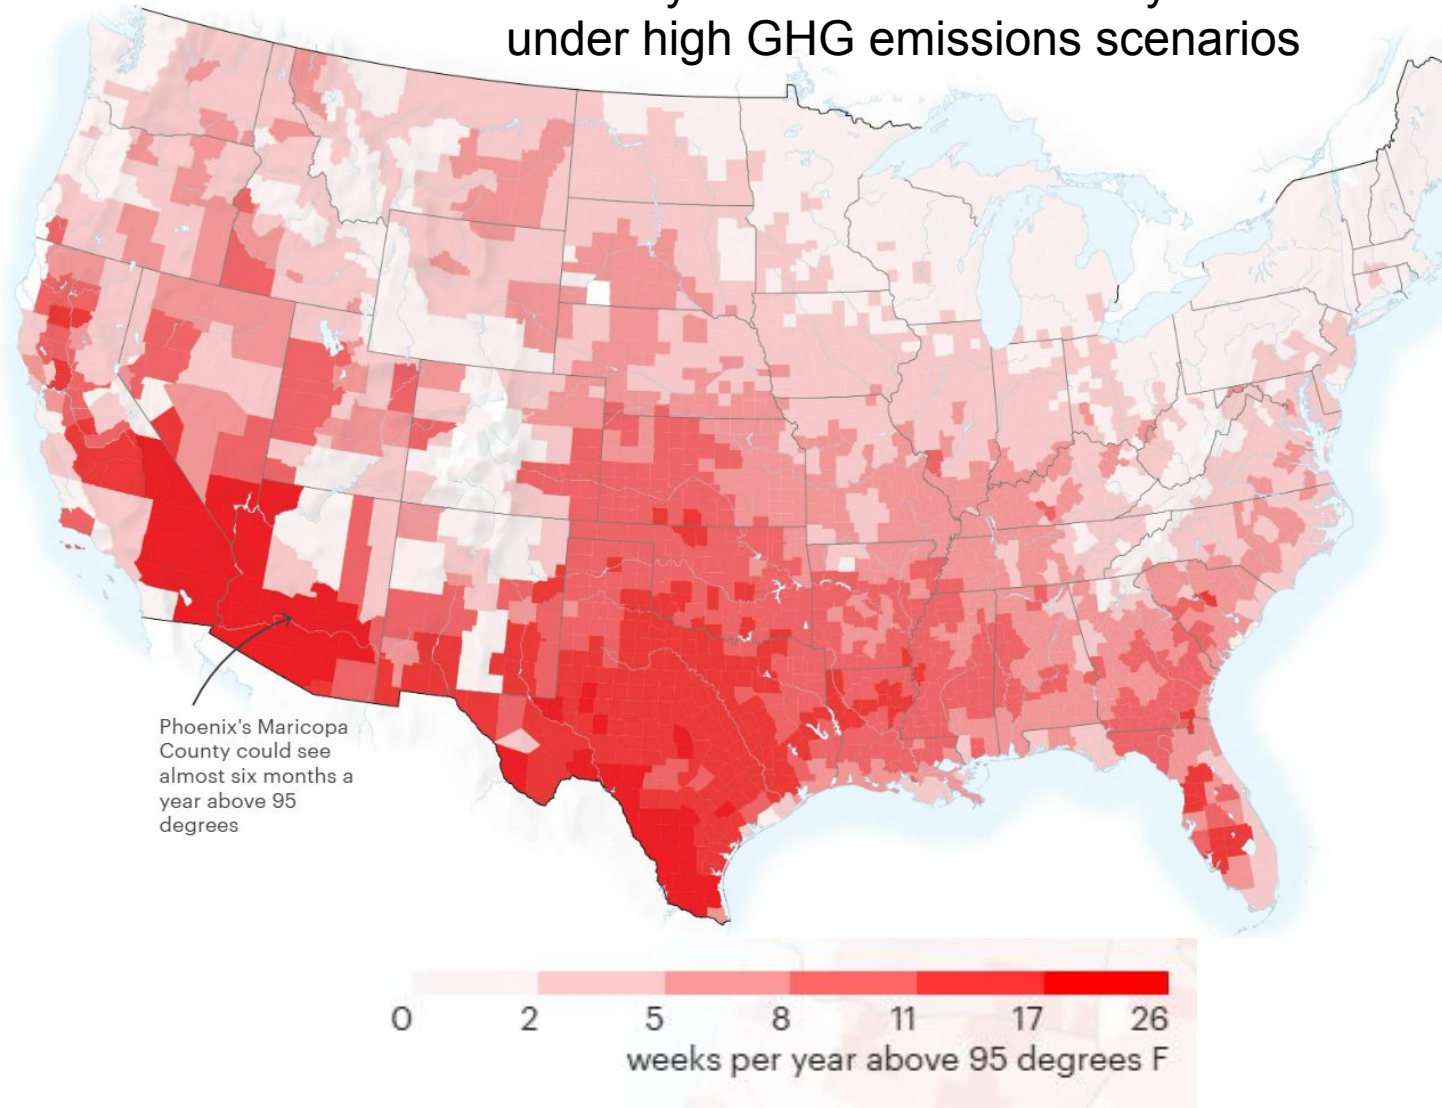 under high GHG emissions scenarios
Phoenix's Maricopa
County could see
almost six months a
year above 95
degrees
0 2 5 8 11 17 26
weeks per year above 95 degrees F